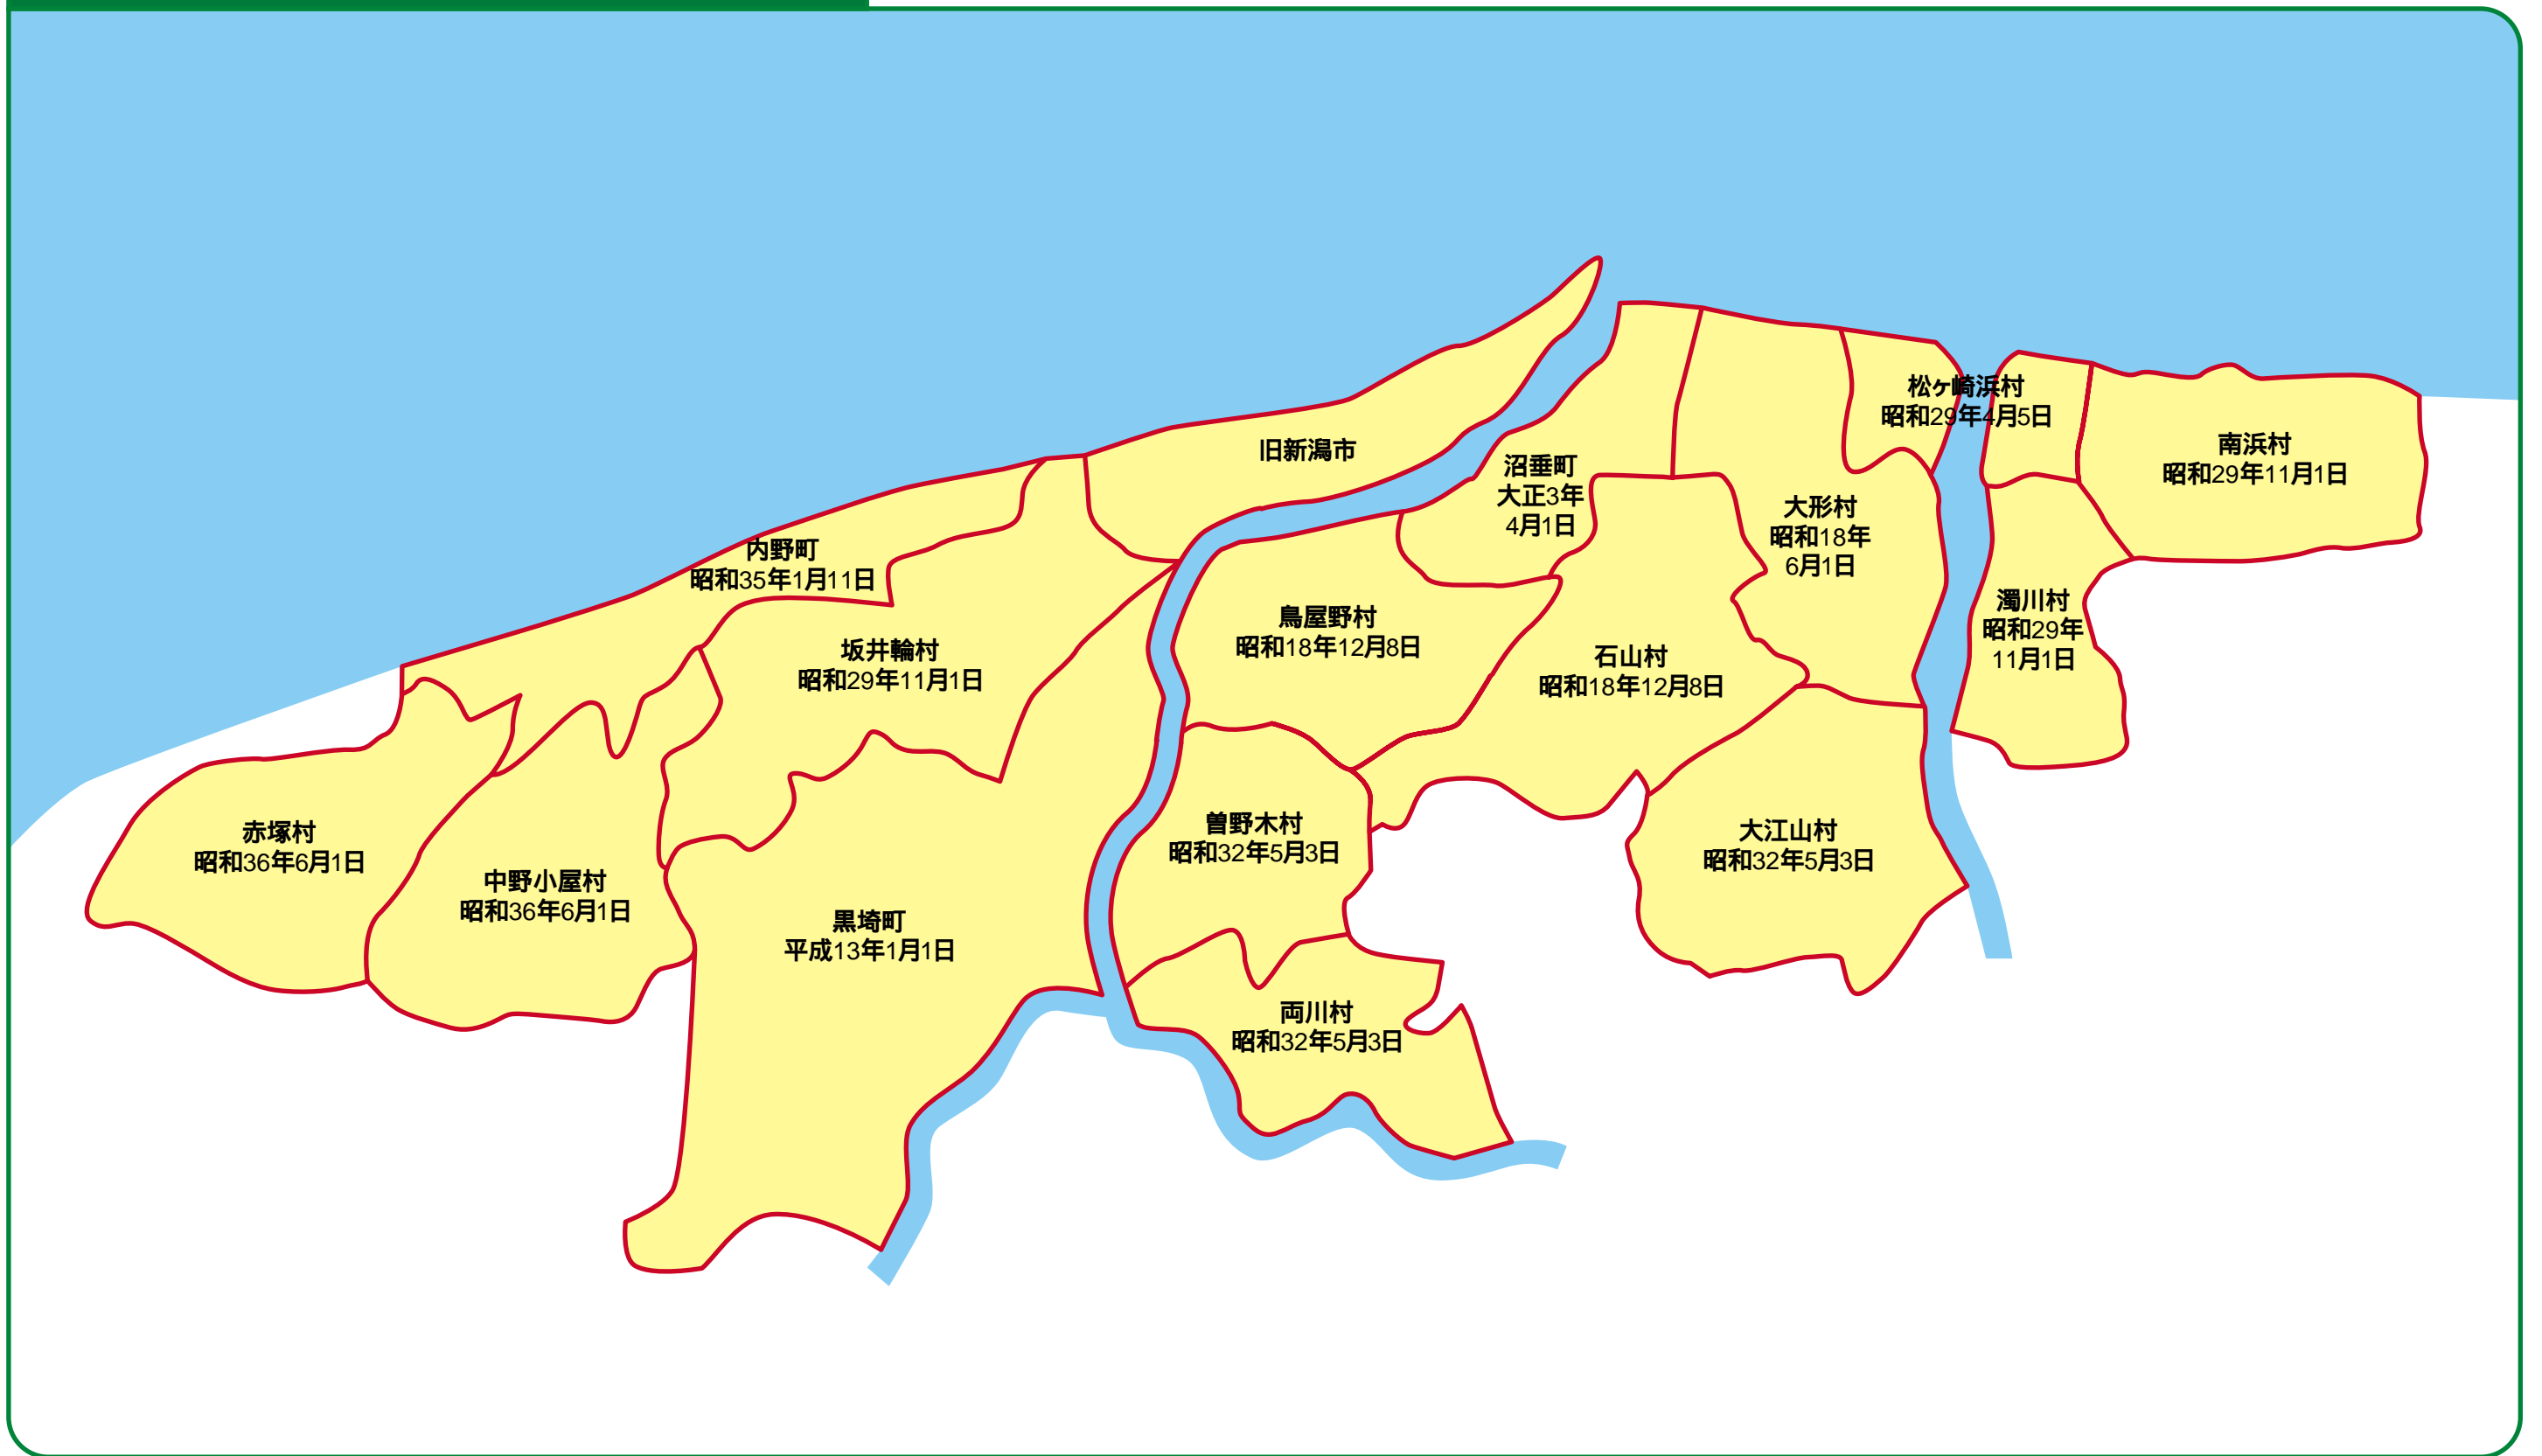 松ヶ崎浜村
昭和29年4月5日
南浜村
昭和29年11月1日
旧新潟市
沼垂町
大正3年
4月1日
大形村
昭和18年
6月1日
内野町
昭和35年1月11日
鳥屋野村
昭和18年12月8日
濁川村
昭和29年
11月1日
坂井輪村
昭和29年11月1日
石山村
昭和18年12月8日
赤塚村
昭和36年6月1日
曽野木村
昭和32年5月3日
大江山村
昭和32年5月3日
中野小屋村
昭和36年6月1日
黒埼町
平成13年1月1日
両川村
昭和32年5月3日